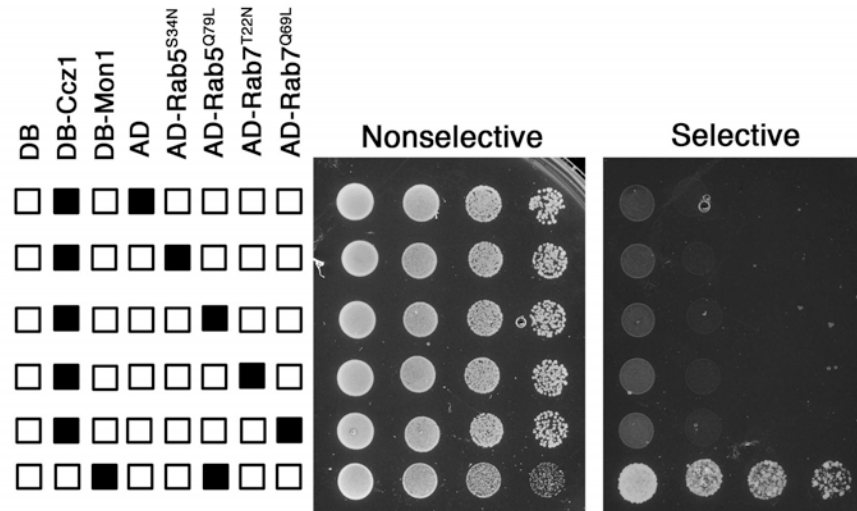 DB
DB-Ccz1
DB-Mon1
AD
AD-Rab5S34N
AD-Rab5Q79L
AD-Rab7T22N
AD-Rab7Q69L
Nonselective
Selective